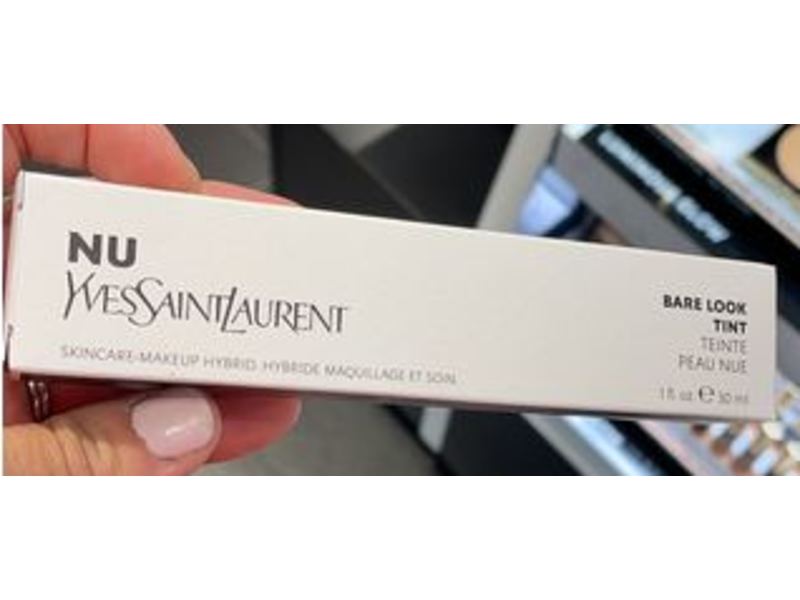 NU
YVESSAINTLAURENT
SKINCARE-MAKEUP HYBRID. HYBRIDE MAQUILLAGE ET SOIN.
BARE LOOK
TINT
TEINTE
PEAU NUE
1 fl. oz. ℮ 30 ml